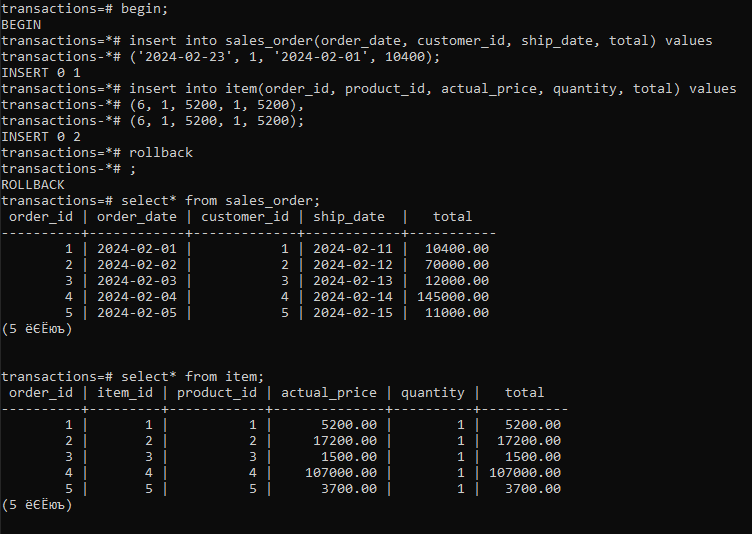 transactions=# begin;
BEGIN
transactions=*# insert into sales_order(order_date, customer_id, ship_date, total) values
transactions-*# ('2024-02-23', 1, '2024-02-01', 10400);
INSERT 0 1
transactions=*# insert into item(order_id, product_id, actual_price, quantity, total) values
transactions-*# (6, 1, 5200, 1, 5200),
transactions-*# (6, 1, 5200, 1, 5200);
INSERT 0 2
transactions=*# rollback
transactions-*# ;
ROLLBACK
transactions=# select* from sales_order;
 order_id | order_date | customer_id | ship_date  |   total
----------+------------+-------------+------------+-----------
        1 | 2024-02-01 |           1 | 2024-02-11 |  10400.00
        2 | 2024-02-02 |           2 | 2024-02-12 |  70000.00
        3 | 2024-02-03 |           3 | 2024-02-13 |  12000.00
        4 | 2024-02-04 |           4 | 2024-02-14 | 145000.00
        5 | 2024-02-05 |           5 | 2024-02-15 |  11000.00
(5 ёЄЁюъ)
transactions=# select* from item;
 order_id | item_id | product_id | actual_price | quantity |   total
----------+---------+------------+--------------+----------+-----------
        1 |       1 |          1 |      5200.00 |        1 |   5200.00
        2 |       2 |          2 |     17200.00 |        1 |  17200.00
        3 |       3 |          3 |      1500.00 |        1 |   1500.00
        4 |       4 |          4 |    107000.00 |        1 | 107000.00
        5 |       5 |          5 |      3700.00 |        1 |   3700.00
(5 ёЄЁюъ)